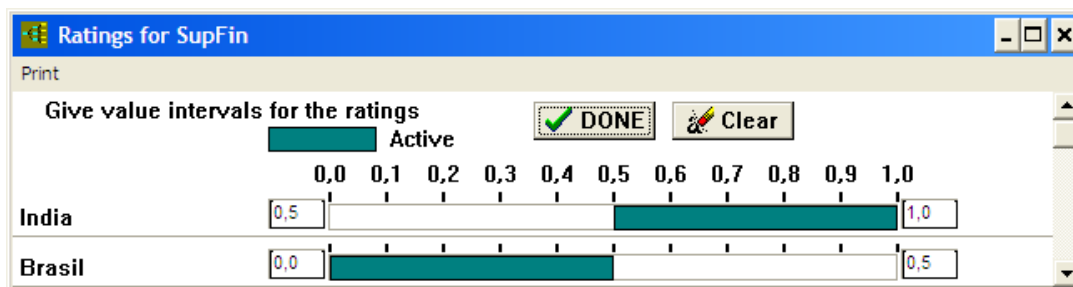 Ratings for SupFin
Print
Give value intervals for the ratings
DONE
Clear
Active
0,0 0,1 0,2 0,3 0,4 0,5 0,6 0,7 0,8 0,9 1,0
India 0,5 1,0
Brasil 0,0 0,5